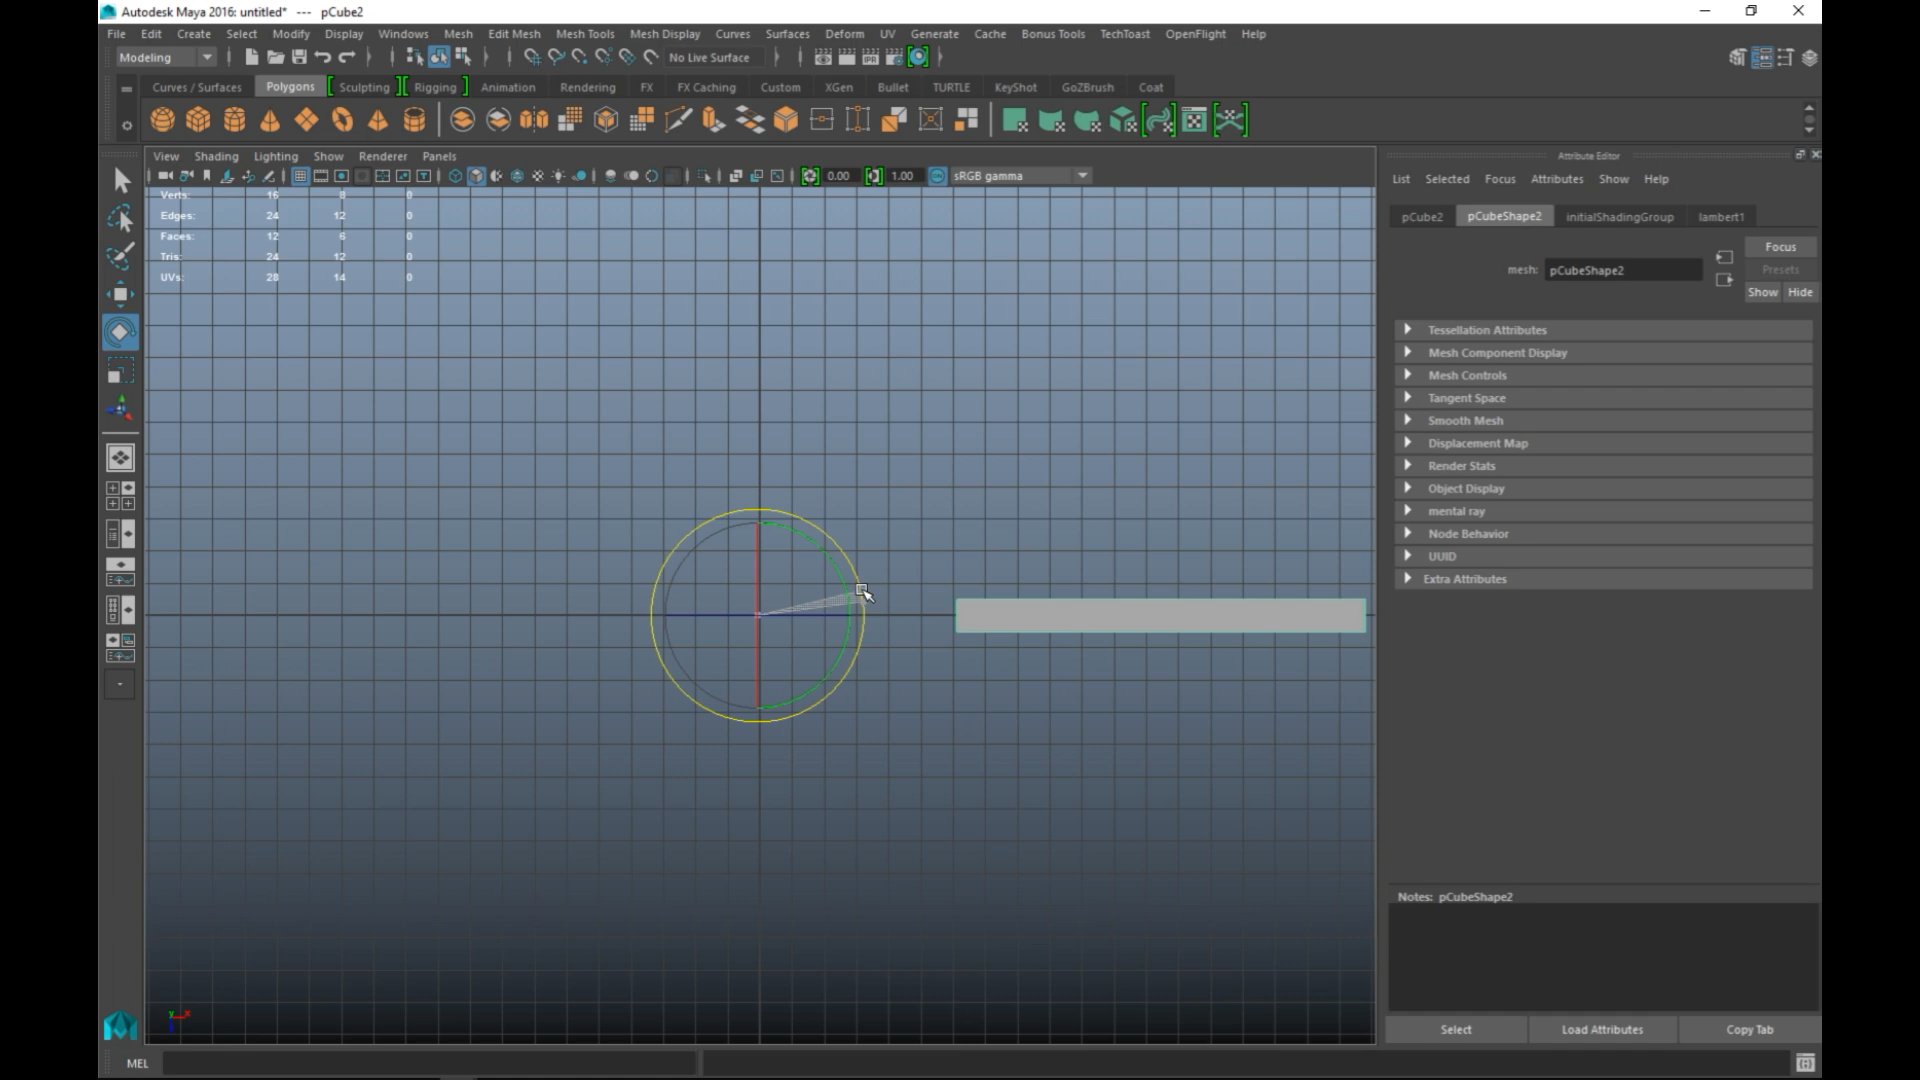 Autodesk Maya 2016: untitled* --- pCube2
File Edit Create Select Modify Display Windows Mesh Edit Mesh Mesh Tools Mesh Display Curves Surfaces Deform UV Generate Cache Bonus Tools TechToast OpenFlight Help
Modeling No Live Surface
Curves / Surfaces Polygons Sculpting Rigging Animation Rendering FX FX Caching Custom XGen Bullet TURTLE KeyShot GoZBrush Coat
View Shading Lighting Show Renderer Panels
0.00 1.00 sRGB gamma
Verts: 16 8 0
Edges: 24 12 0
Faces: 12 6 0
Tris: 24 12 0
UVs: 28 14 0
Attribute Editor
List Selected Focus Attributes Show Help
pCube2 pCubeShape2 initialShadingGroup lambert1
Focus
mesh: pCubeShape2
Presets
Show Hide
Tessellation Attributes
Mesh Component Display
Mesh Controls
Tangent Space
Smooth Mesh
Displacement Map
Render Stats
Object Display
mental ray
Node Behavior
UUID
Extra Attributes
Notes: pCubeShape2
Select Load Attributes Copy Tab
y x
MEL